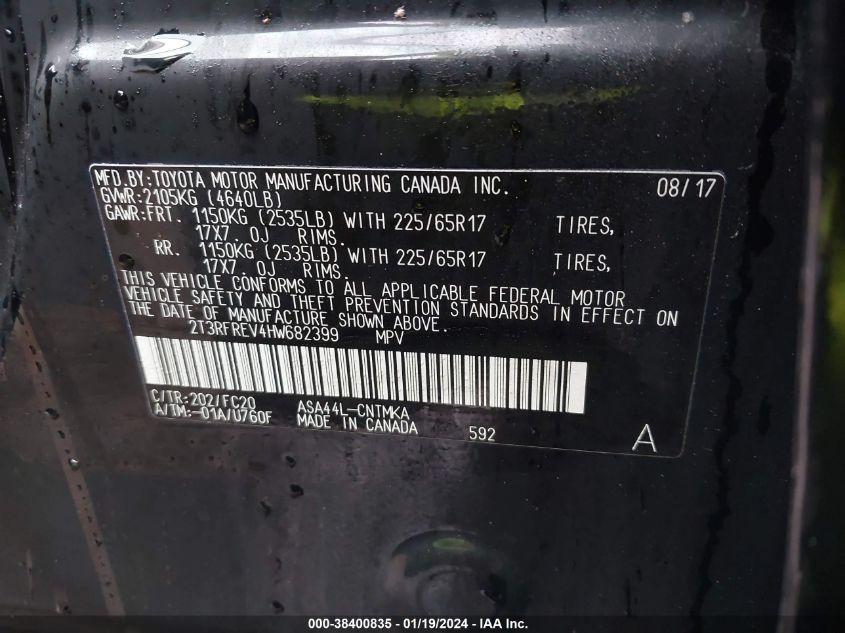 MFD.BY:TOYOTA MOTOR MANUFACTURING CANADA INC. 08/17
GVWR:2105KG (4640LB)
GAWR:FRT. 1150KG (2535LB) WITH 225/65R17 TIRES,
17X7.0J RIMS.
RR. 1150KG (2535LB) WITH 225/65R17 TIRES,
17X7.0J RIMS.
THIS VEHICLE CONFORMS TO ALL APPLICABLE FEDERAL MOTOR
VEHICLE SAFETY AND THEFT PREVENTION STANDARDS IN EFFECT ON
THE DATE OF MANUFACTURE SHOWN ABOVE.
2T3RFREV4HW682399 MPV
C/TR:202/FC20 ASA44L-CNTMKA
A/TM:-01A/U760F MADE IN CANADA 592 A
000-38400835 - 01/19/2024 - IAA Inc.